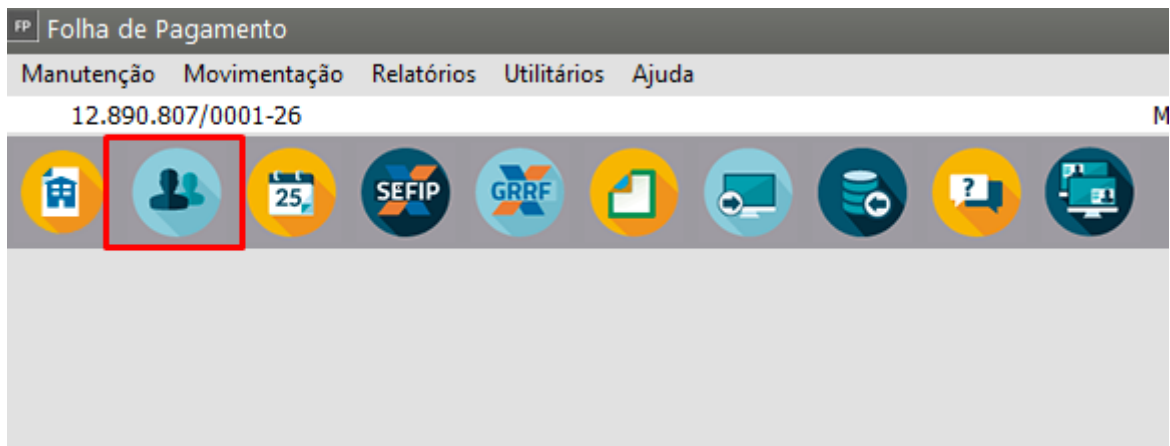 FP Folha de Pagamento
Manutenção Movimentação Relatórios Utilitários Ajuda
12.890.807/0001-26 M
25 SEFIP GRRF ?